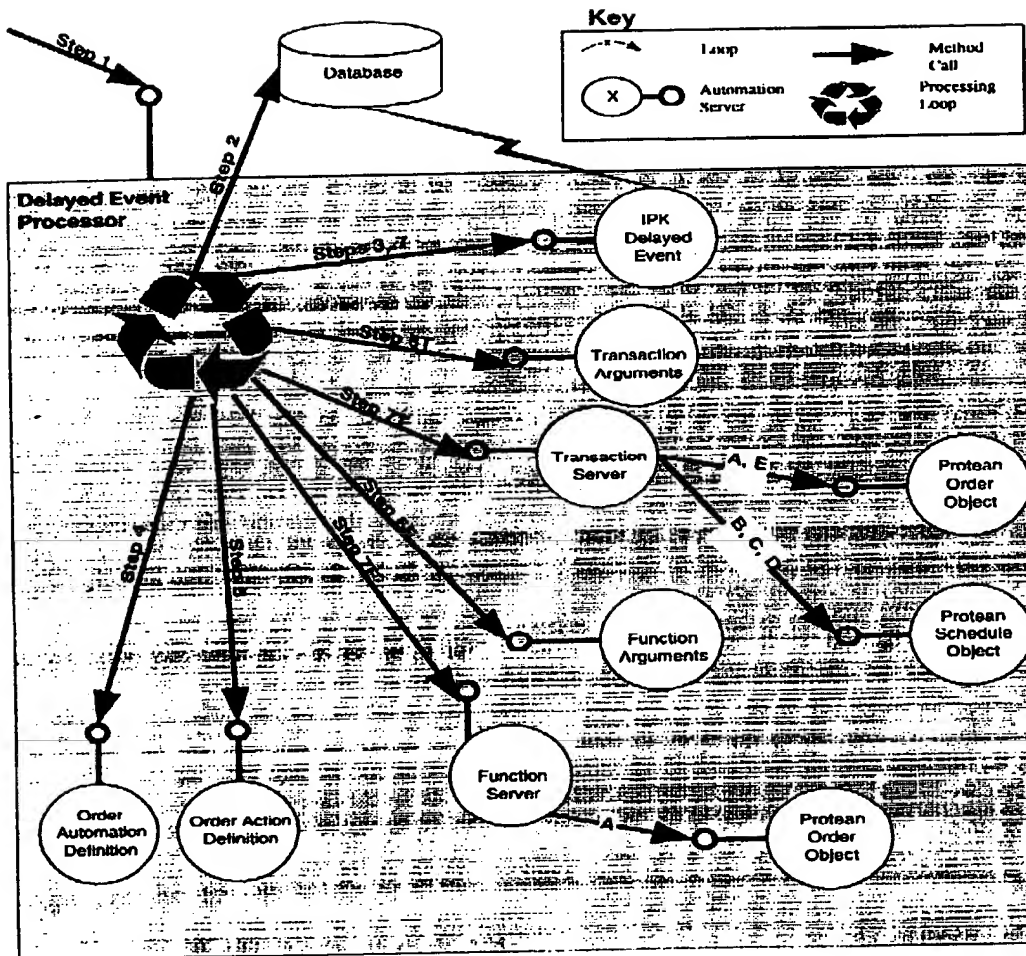 Key
Loop
Method
Call
X
Automation
Server
Processing
Loop
Step 1
Database
Step 2
Delayed Event
Processor
IPK
Delayed
Event
Transaction
Arguments
Transaction
Server
A, E
Protean
Order
Object
B, C, D
Step 4
Function
Arguments
Protean
Schedule
Object
Function
Server
A
Protean
Order
Object
Order
Automation
Definition
Order Action
Definition